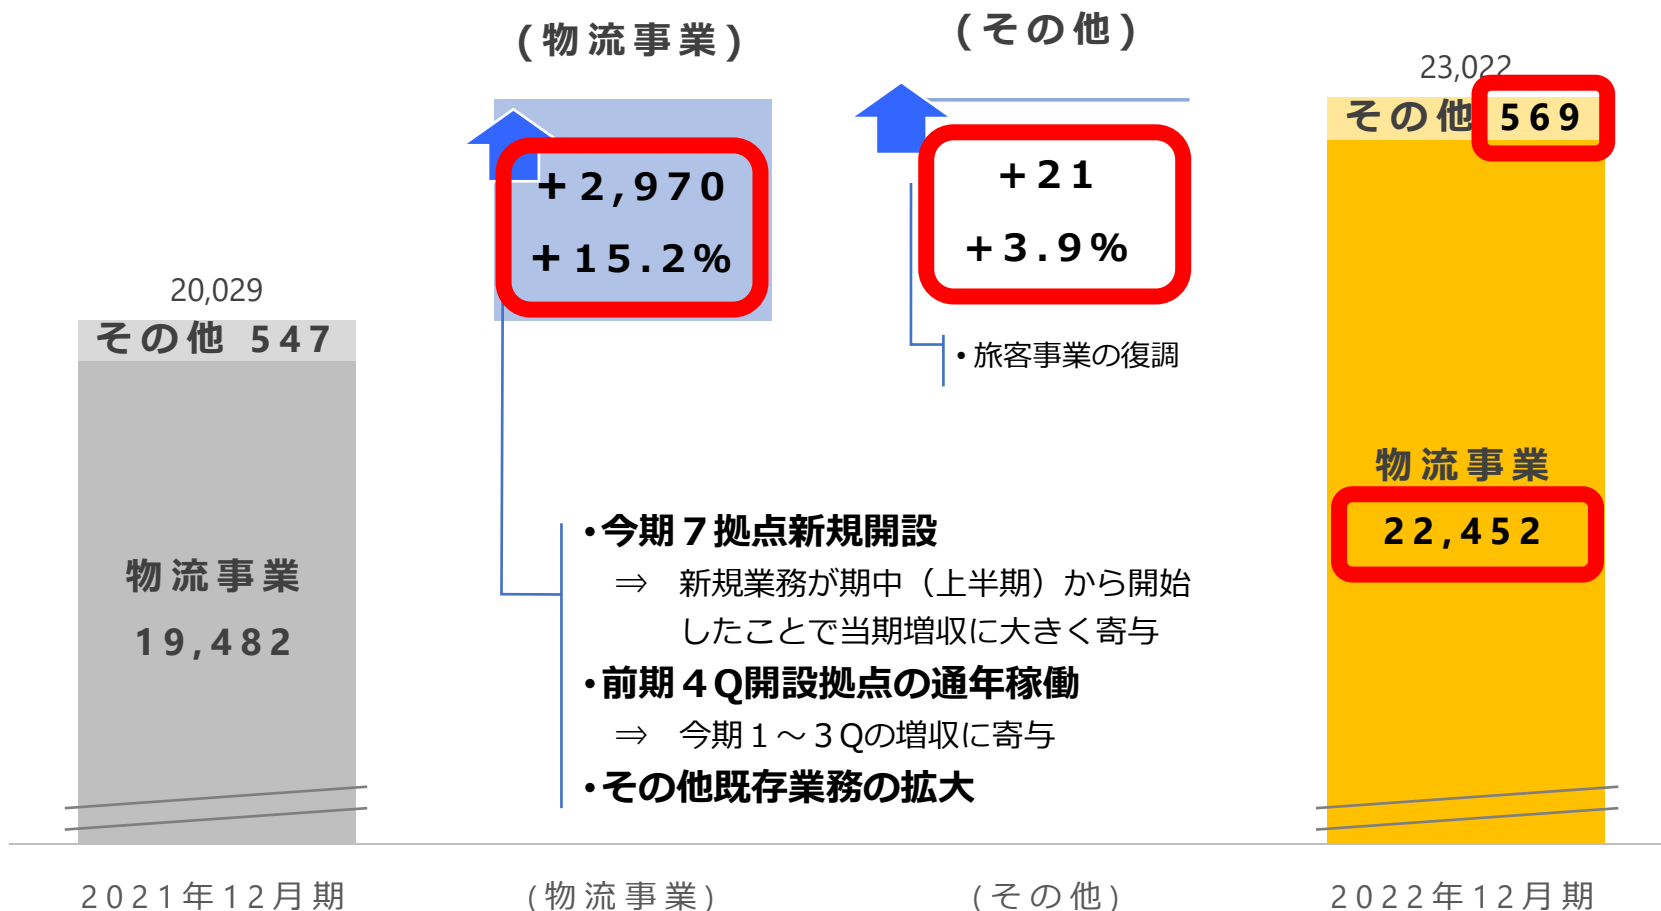 (物流事業)
(その他)
23,022
その他 569
+2,970
+15.2%
+21
+3.9%
20,029
その他 547
•旅客事業の復調
物流事業
22,452
物流事業
19,482
•今期７拠点新規開設
⇒ 新規業務が期中（上半期）から開始
したことで当期増収に大きく寄与
•前期４Q開設拠点の通年稼働
⇒ 今期１～３Qの増収に寄与
•その他既存業務の拡大
2021年12月期
(物流事業)
(その他)
2022年12月期